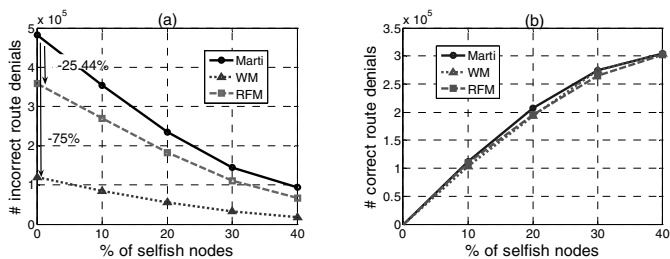 (a)
5 x 10^5
4
3
2
1
0
0 10 20 30 40
# incorrect route denials
% of selfish nodes
-25.44%
-75%
Marti
WM
RFM
(b)
3.5 x 10^5
3
2.5
2
1.5
1
0.5
0
0 10 20 30 40
# correct route denials
% of selfish nodes
Marti
WM
RFM